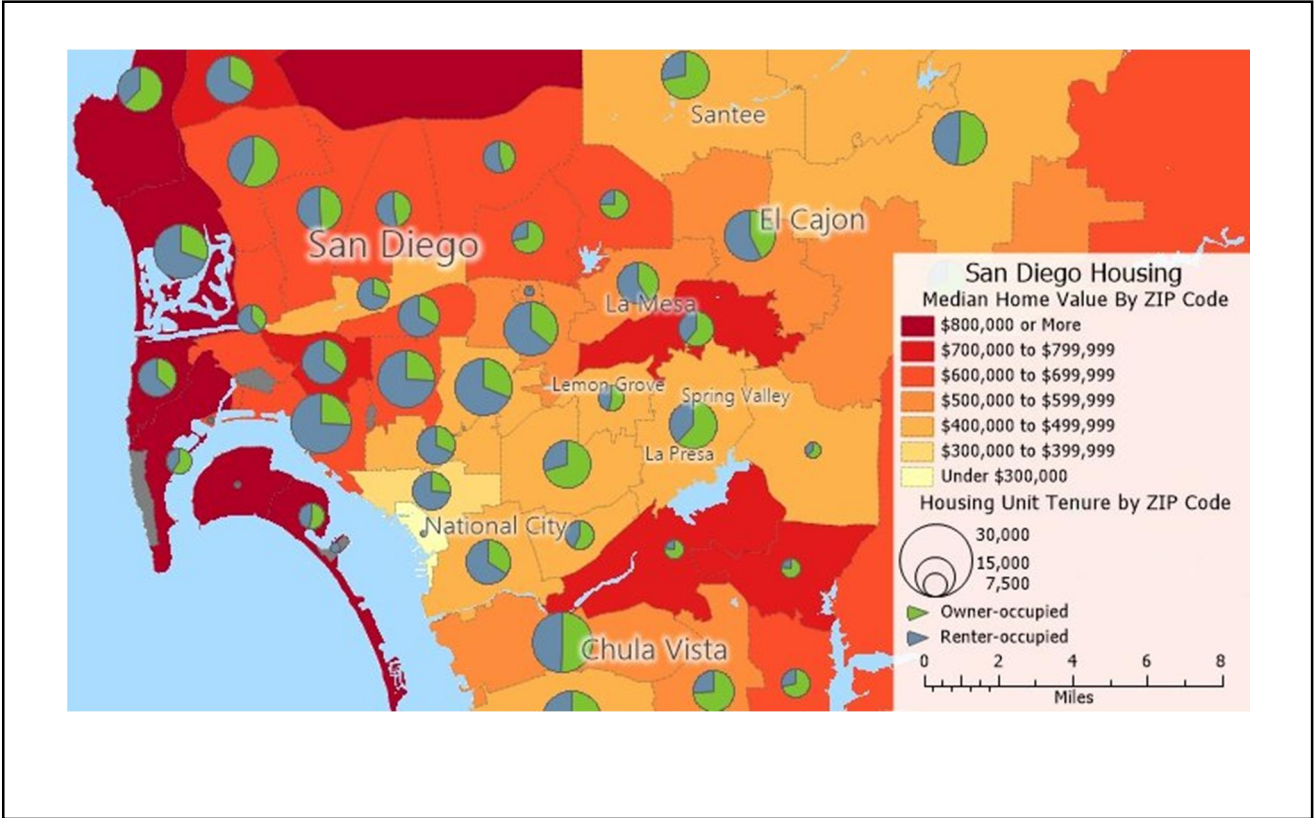 Santee
El Cajon
San Diego
La Mesa
Lemon Grove
Spring Valley
La Presa
National City
Chula Vista
San Diego Housing
Median Home Value By ZIP Code
$800,000 or More
$700,000 to $799,999
$600,000 to $699,999
$500,000 to $599,999
$400,000 to $499,999
$300,000 to $399,999
Under $300,000
Housing Unit Tenure by ZIP Code
30,000
15,000
7,500
Owner-occupied
Renter-occupied
0 2 4 6 8
Miles